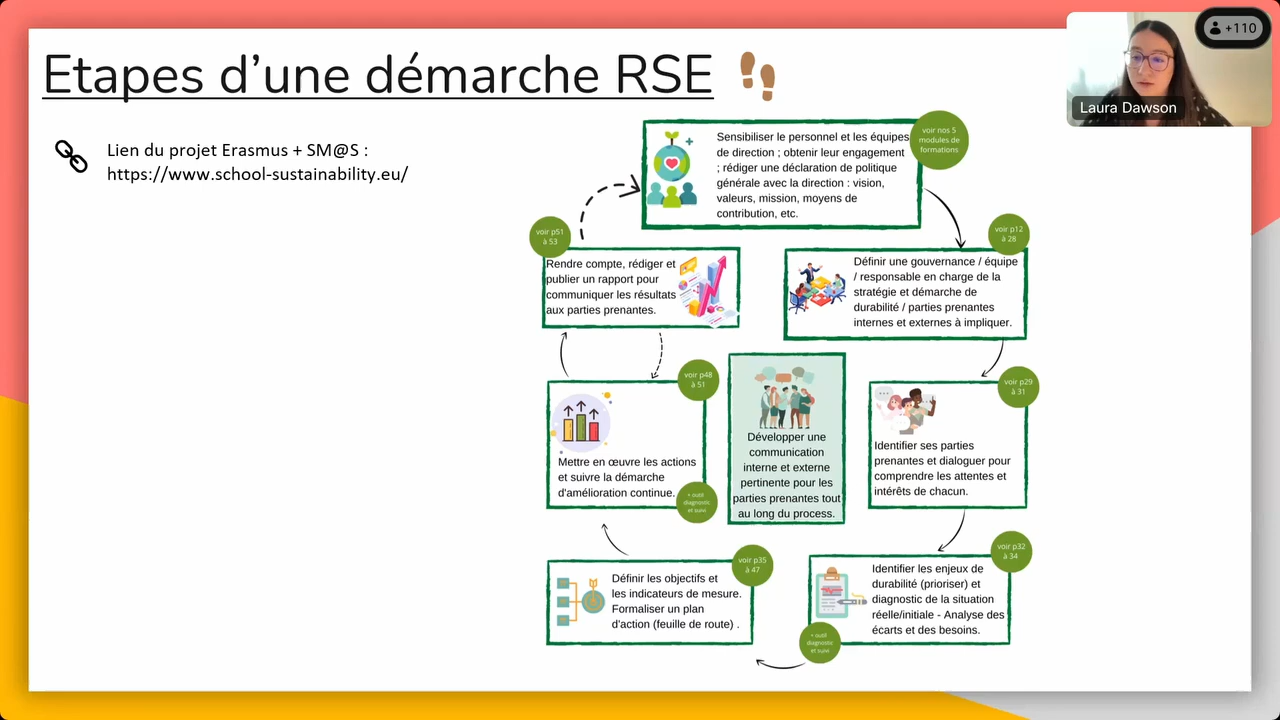 Etapes d'une démarche RSE
Lien du projet Erasmus + SM@S :
https://www.school-sustainability.eu/
+110
Laura Dawson
Sensibiliser le personnel et les équipes
de direction ; obtenir leur engagement
; rédiger une déclaration de politique
générale avec la direction : vision,
valeurs, mission, moyens de
contribution, etc.
voir nos 5
modules de
formations
voir p12
à 28
Définir une gouvernance / équipe
/ responsable en charge de la
stratégie et démarche de
durabilité / parties prenantes
internes et externes à impliquer.
voir p29
à 31
Identifier ses parties
prenantes et dialoguer pour
comprendre les attentes et
intérêts de chacun.
voir p32
à 34
Identifier les enjeux de
durabilité (prioriser) et
diagnostic de la situation
réelle/initiale - Analyse des
écarts et des besoins.
+ outil
diagnostic
et suivi
voir p35
à 47
Définir les objectifs et
les indicateurs de mesure.
Formaliser un plan
d'action (feuille de route) .
voir p48
à 51
Mettre en œuvre les actions
et suivre la démarche
d'amélioration continue.
+ outil
diagnostic
et suivi
voir p51
à 53
Rendre compte, rédiger et
publier un rapport pour
communiquer les résultats
aux parties prenantes.
Développer une
communication
interne et externe
pertinente pour les
parties prenantes tout
au long du process.